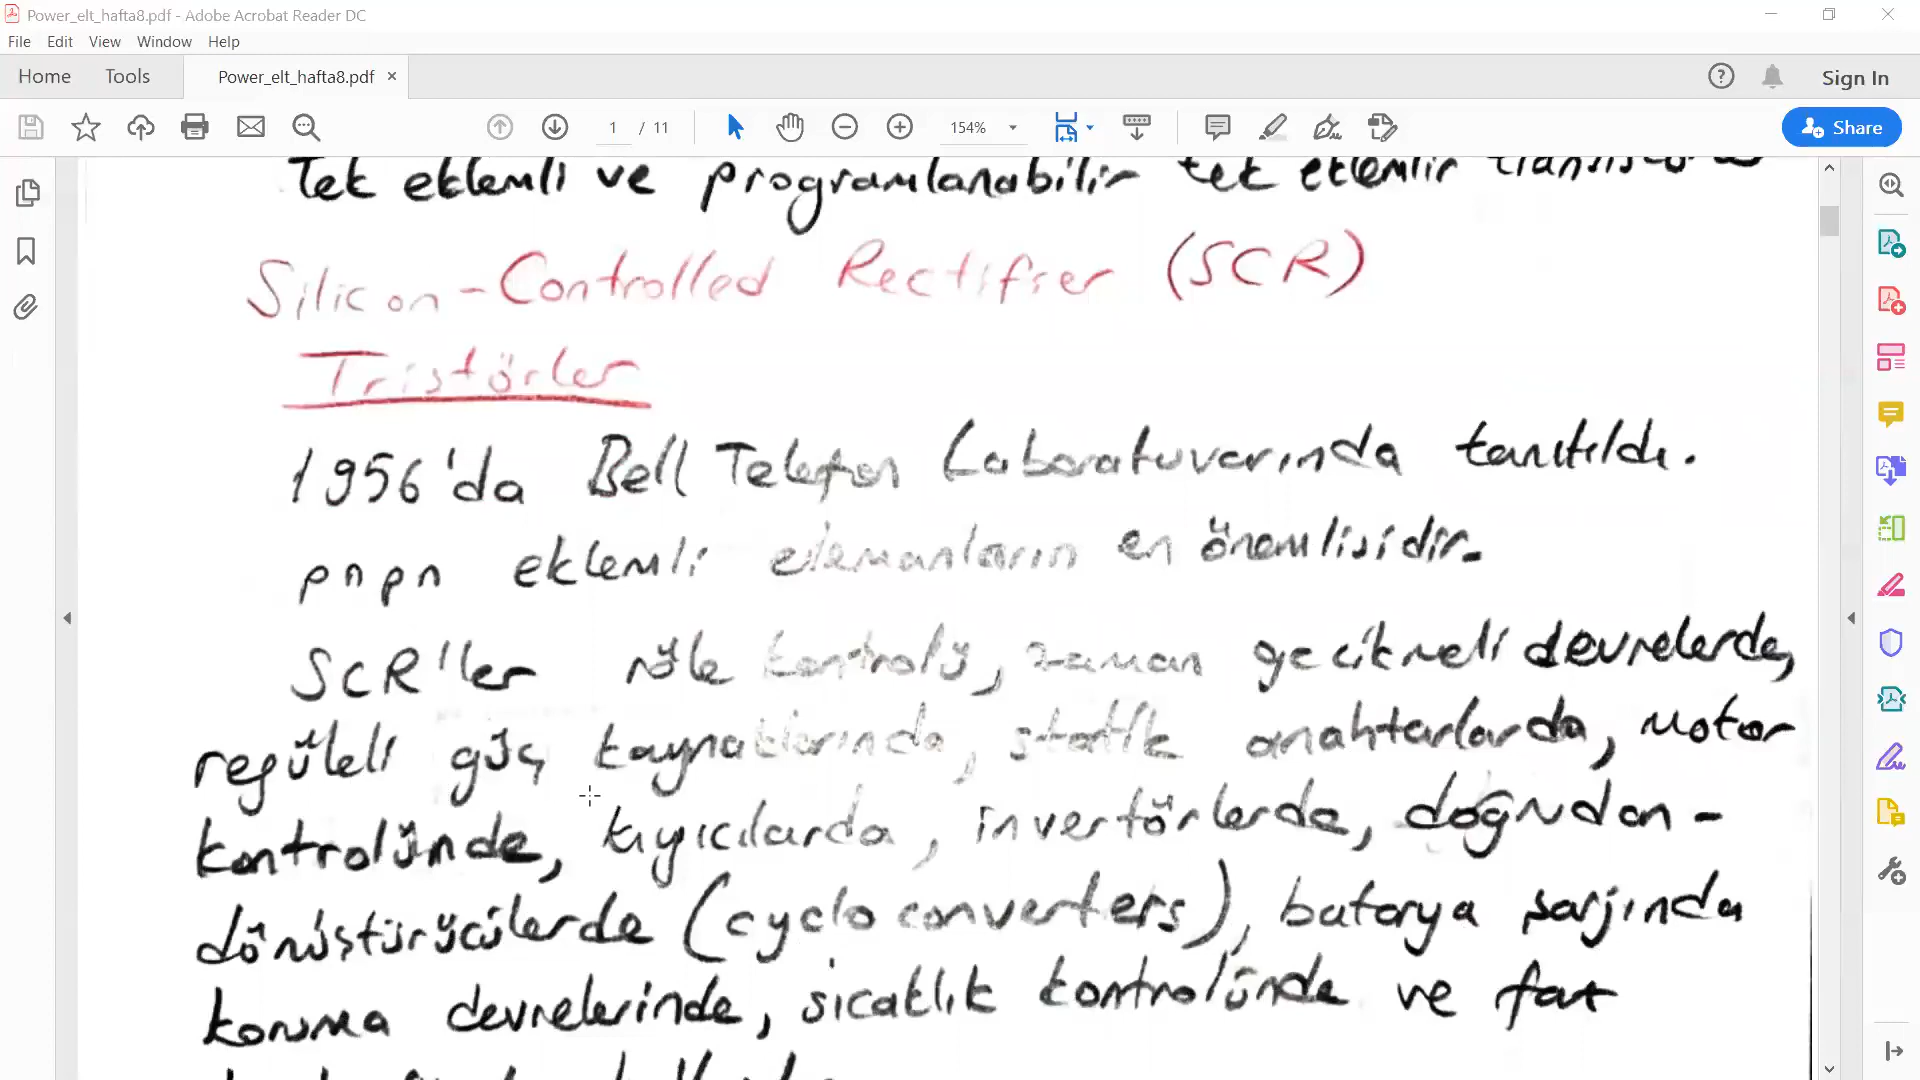 Power_elt_hafta8.pdf - Adobe Acrobat Reader DC
File Edit View Window Help
Home Tools Power_elt_hafta8.pdf × Sign In
1 / 11 154% Share
Tek eklemli ve programlanabilir tek eklemlir
Silicon-Controlled Rectifier (SCR)
Tristörler
1956'da Bell Telefon Laboratuvarında tanıtıldı.
pnpn eklemli elemanların en önemlisidir.
SCR'ler röle kontrolü, zaman gecikmeli devrelerde,
regüleli güç kaynaklarında, statik anahtarlarda, motor
kontrolünde, kıyıcılarda, invertörlerde, doğrudan-
dönüştürücülerde (cyclo converters), batarya şarjında
koruma devrelerinde, sıcaklık kontrolünde ve faz